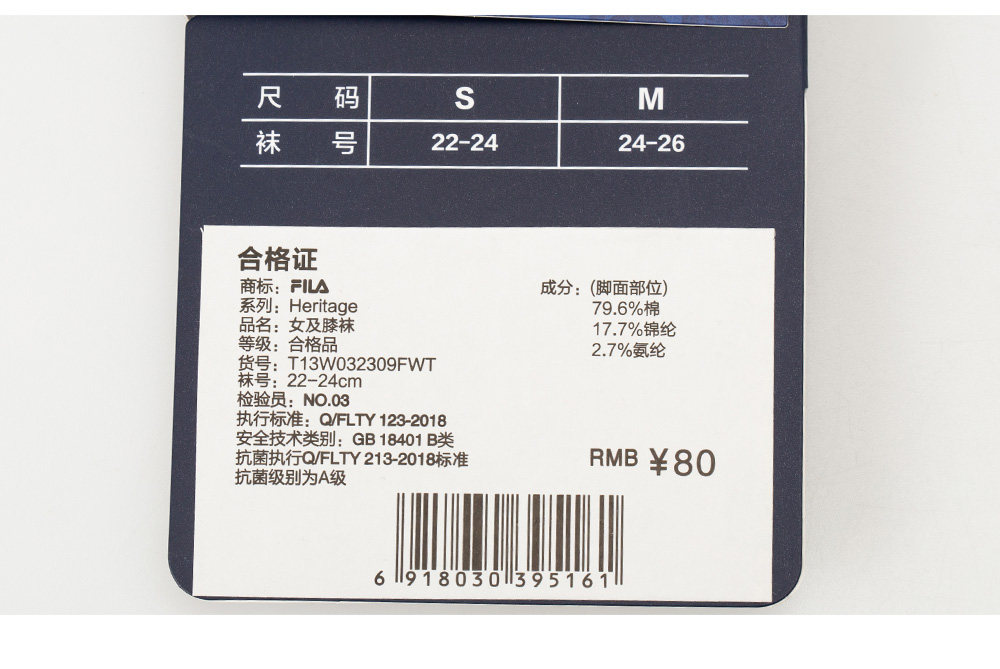 尺 码 S M
袜 号 22-24 24-26
合格证
商标：FILA
系列：Heritage
品名：女及膝袜
等级：合格品
货号：T13W032309FWT
袜号：22-24cm
检验员：NO.03
执行标准：Q/FLTY 123-2018
安全技术类别：GB 18401 B类
抗菌执行Q/FLTY 213-2018标准
抗菌级别为A级
成分：(脚面部位)
79.6%棉
17.7%锦纶
2.7%氨纶
RMB ¥80
6 918030 395161